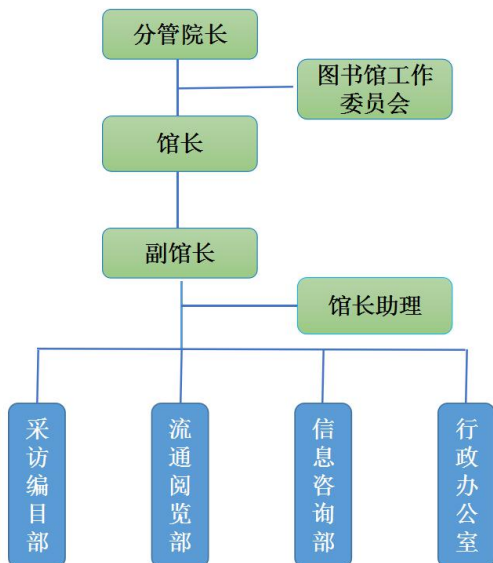 分管院长
图书馆工作
委员会
馆长
副馆长
馆长助理
采访编目部
流通阅览部
信息咨询部
行政办公室